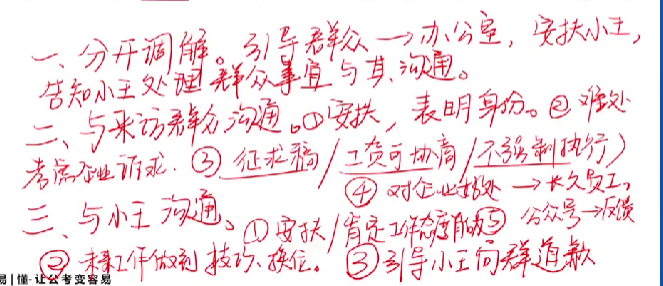 一、分开调解。引导群众→办公室，安抚小王，
告知小王处理群众事宜与其沟通。
二、与来访群众沟通。①安抚，表明身份。②难处
考虑企业诉求. ③征求稿/工资可协商/不强制执行)
④对企业好处→长久员工。
三、与小王沟通。①安抚/肯定工作态度 ⑤公众号→反馈
②未来工作做到技巧、换位。③引导小王向群道歉
易|懂-让公考变容易